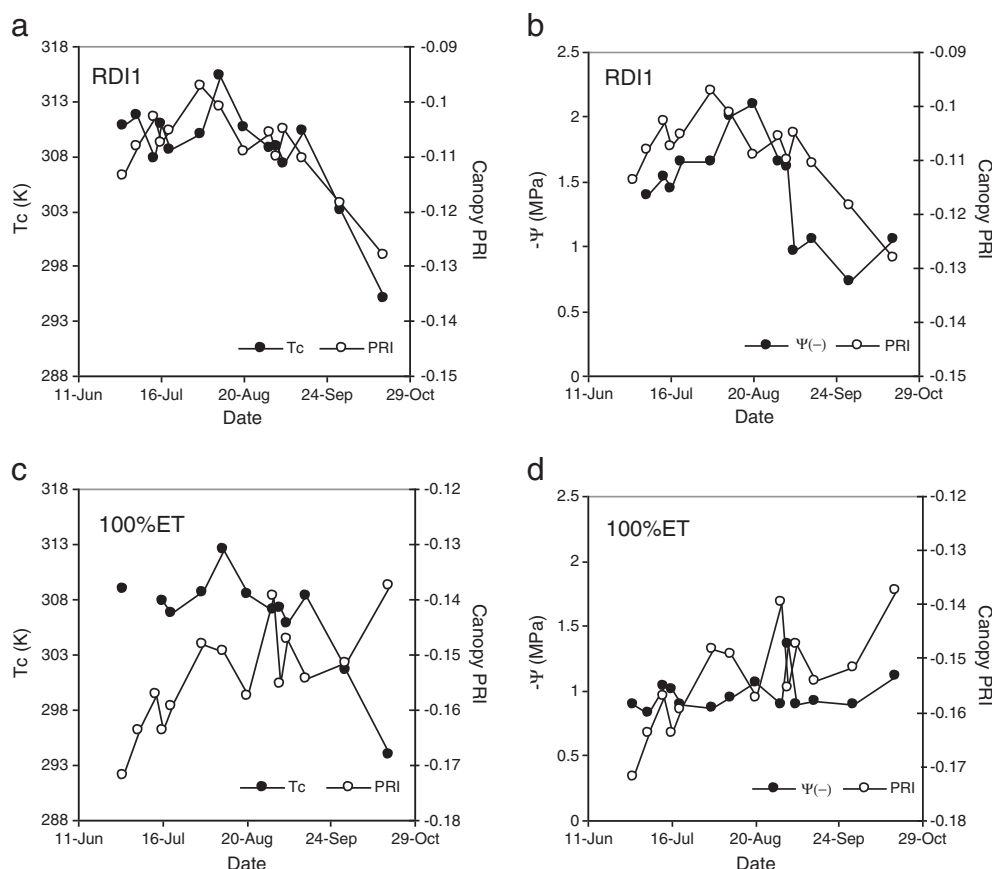 a
318
313
308
303
298
293
288
Tc (K)
RDI1
-0.09
-0.1
-0.11
-0.12
-0.13
-0.14
-0.15
Canopy PRI
Tc
PRI
11-Jun
16-Jul
20-Aug
24-Sep
29-Oct
Date
b
2.5
2
1.5
1
0.5
0
-Ψ (MPa)
RDI1
-0.09
-0.1
-0.11
-0.12
-0.13
-0.14
-0.15
Canopy PRI
Ψ(−)
PRI
11-Jun
16-Jul
20-Aug
24-Sep
29-Oct
Date
c
318
313
308
303
298
293
288
Tc (K)
100%ET
-0.12
-0.13
-0.14
-0.15
-0.16
-0.17
-0.18
Canopy PRI
Tc
PRI
11-Jun
16-Jul
20-Aug
24-Sep
29-Oct
Date
d
2.5
2
1.5
1
0.5
0
-Ψ (MPa)
100%ET
-0.12
-0.13
-0.14
-0.15
-0.16
-0.17
-0.18
Canopy PRI
Ψ(−)
PRI
11-Jun
16-Jul
20-Aug
24-Sep
29-Oct
Date